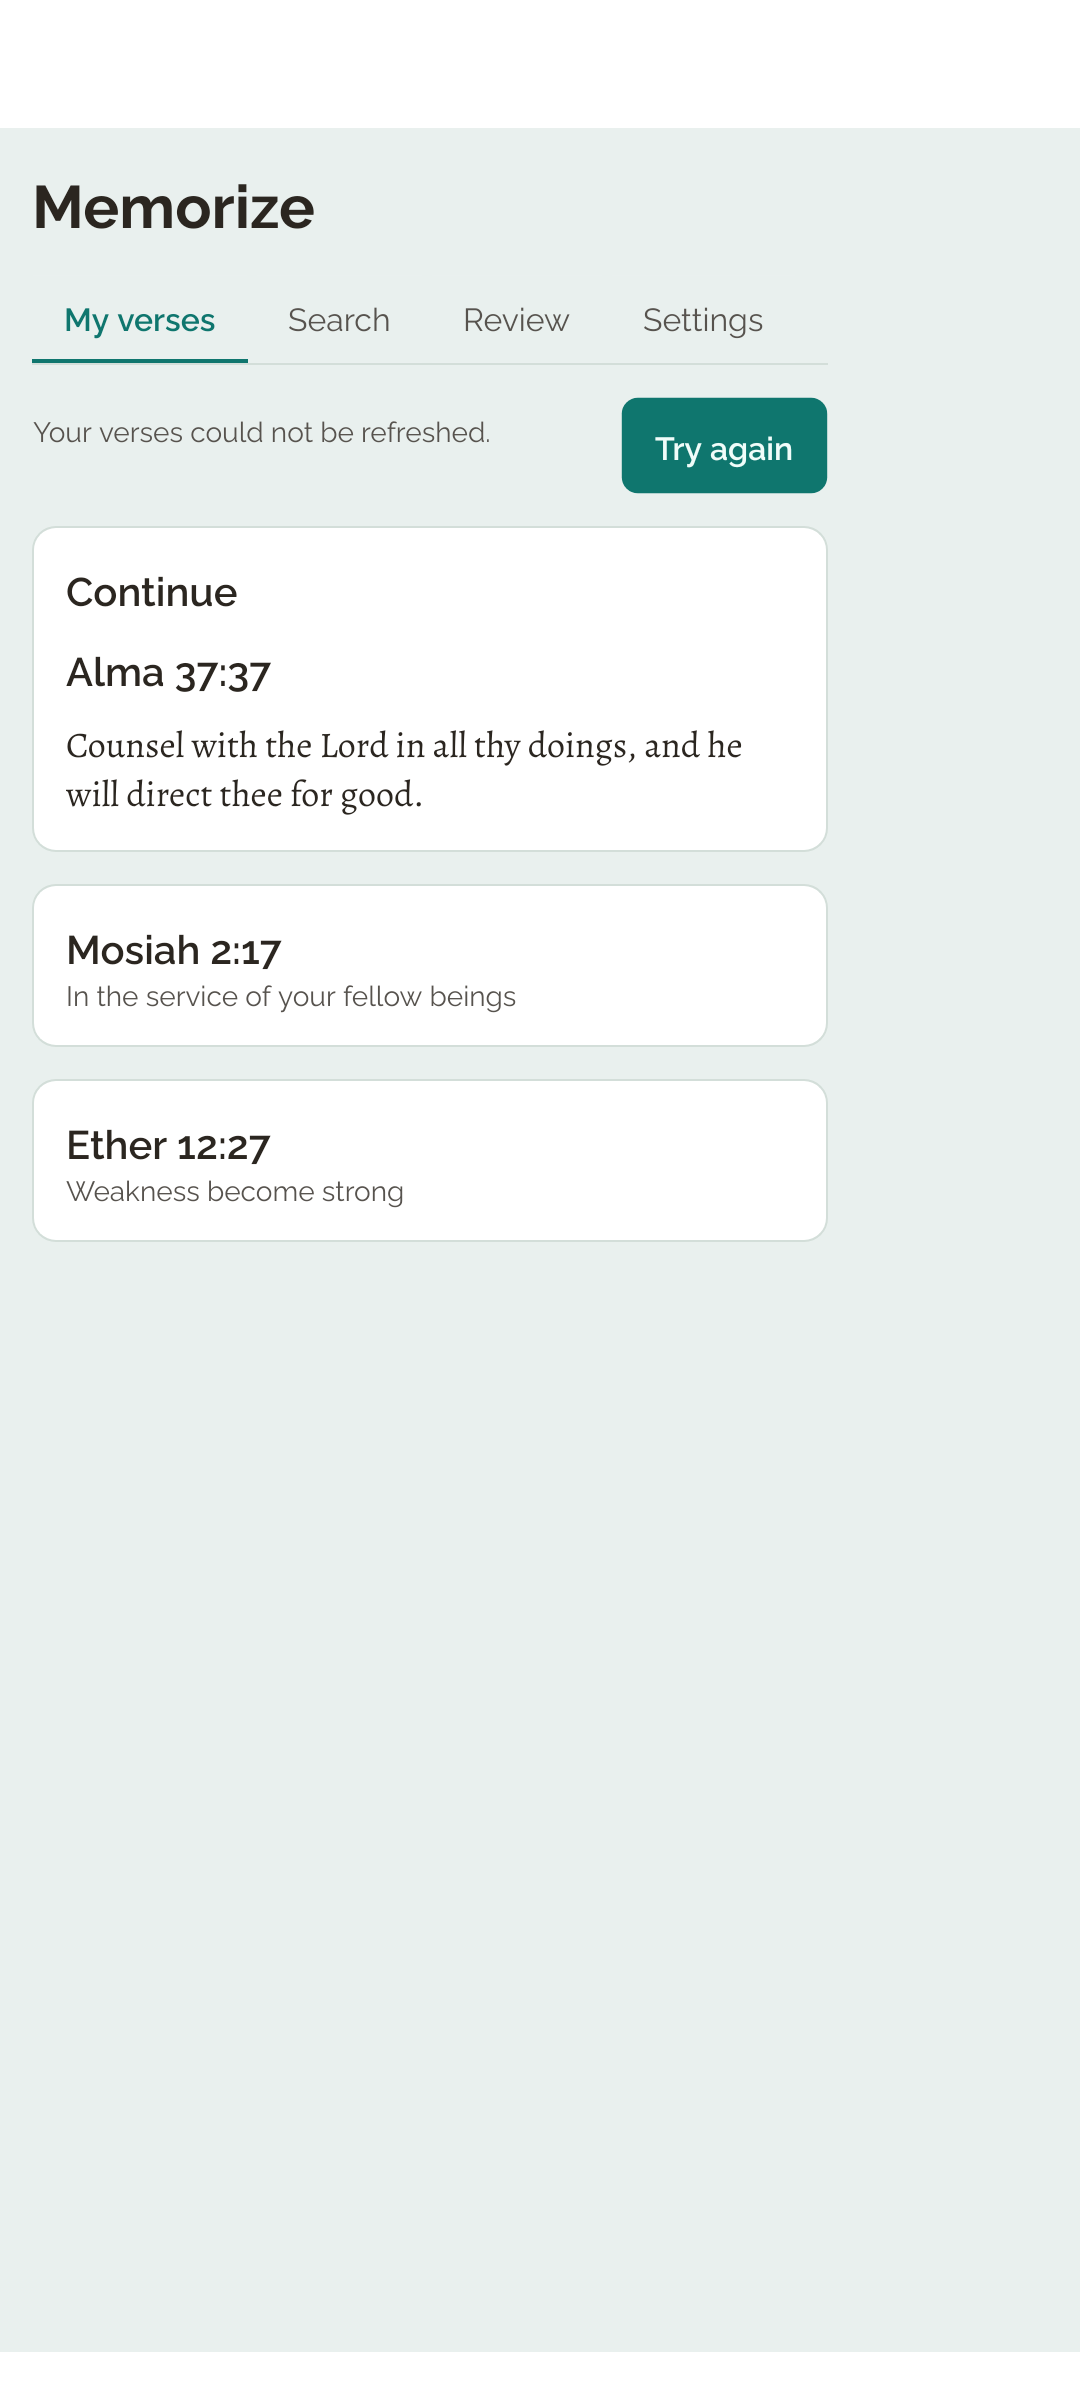 Memorize
My verses Search Review Settings
Your verses could not be refreshed.
Try again
Continue
Alma 37:37
Counsel with the Lord in all thy doings, and he
will direct thee for good.
Mosiah 2:17
In the service of your fellow beings
Ether 12:27
Weakness become strong